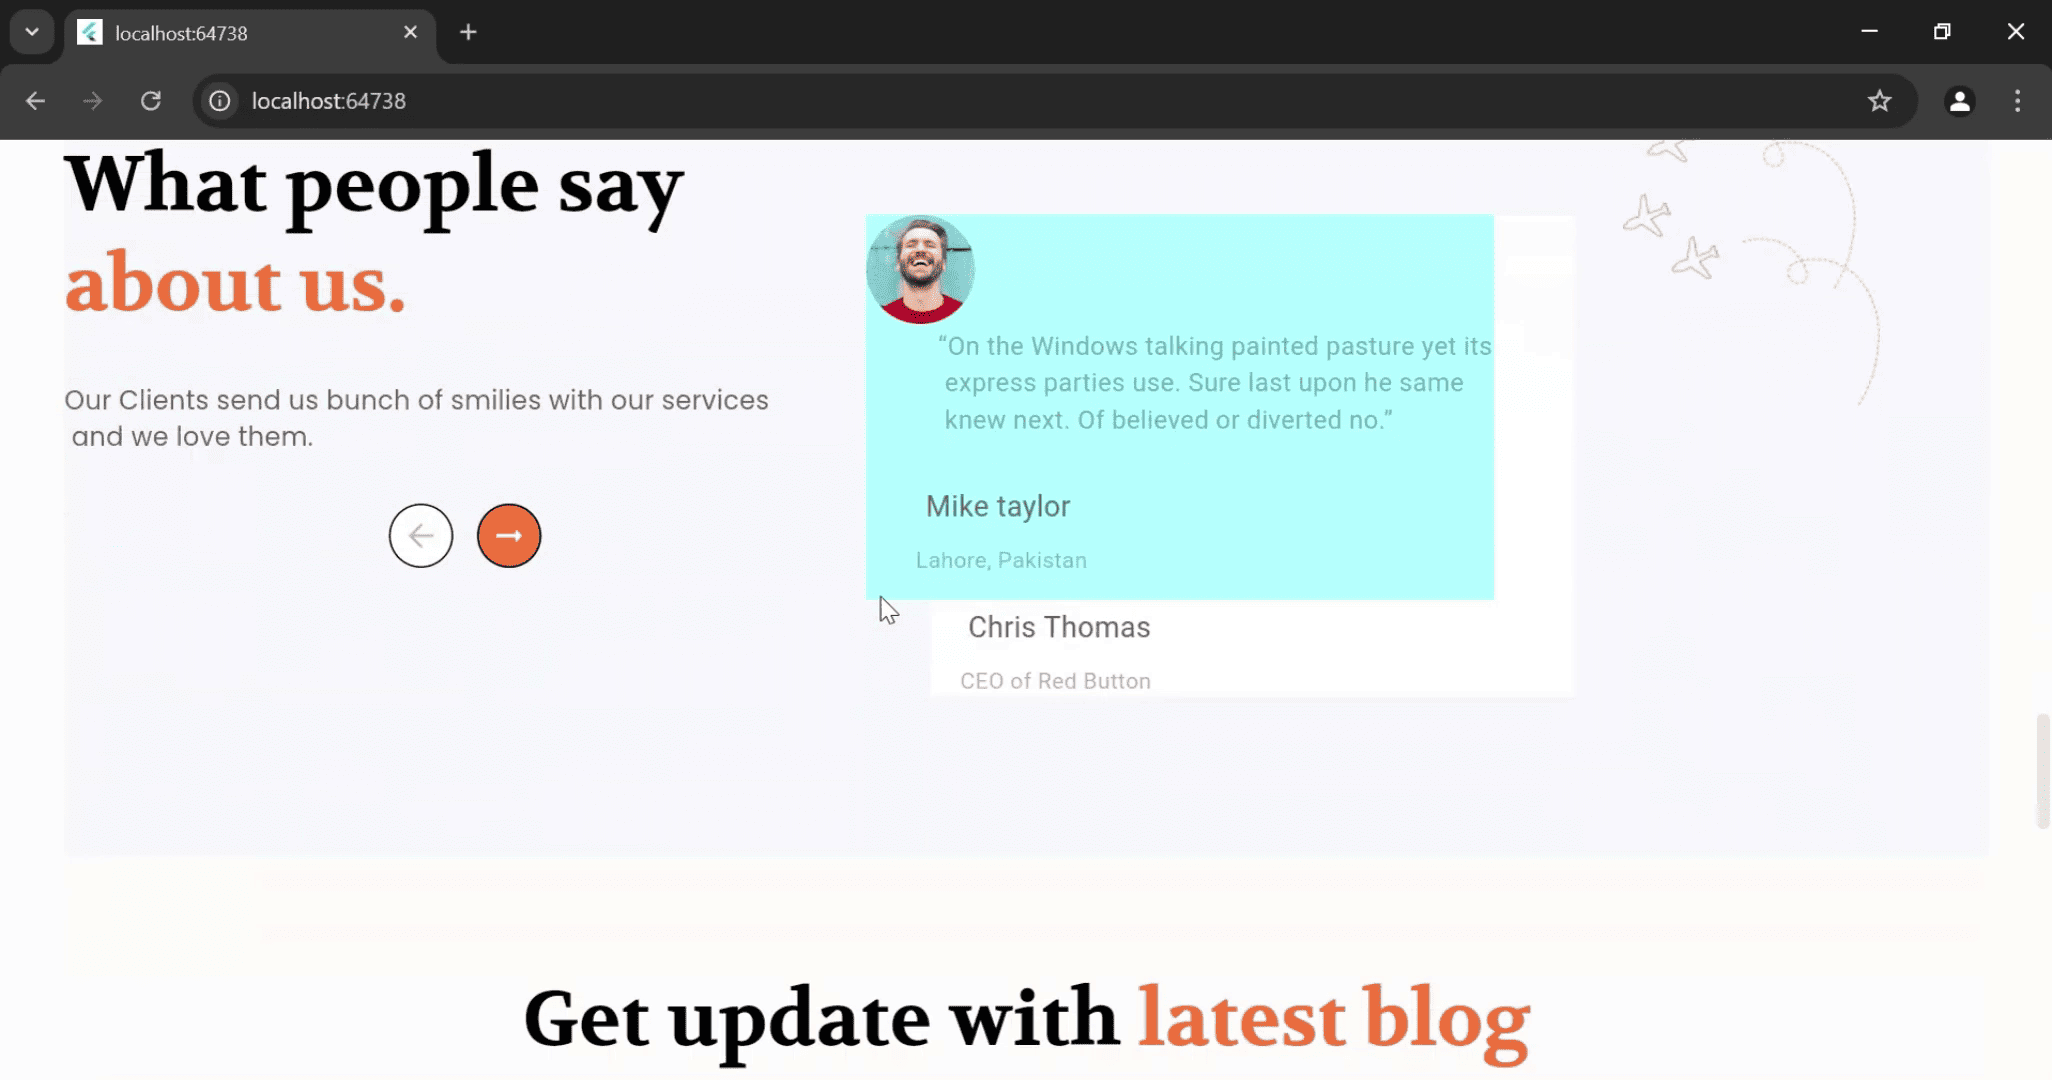 localhost:64738
localhost:64738
What people say
about us.
Our Clients send us bunch of smilies with our services
and we love them.
“On the Windows talking painted pasture yet its
express parties use. Sure last upon he same
knew next. Of believed or diverted no.”
Mike taylor
Lahore, Pakistan
Chris Thomas
CEO of Red Button
Get update with latest blog